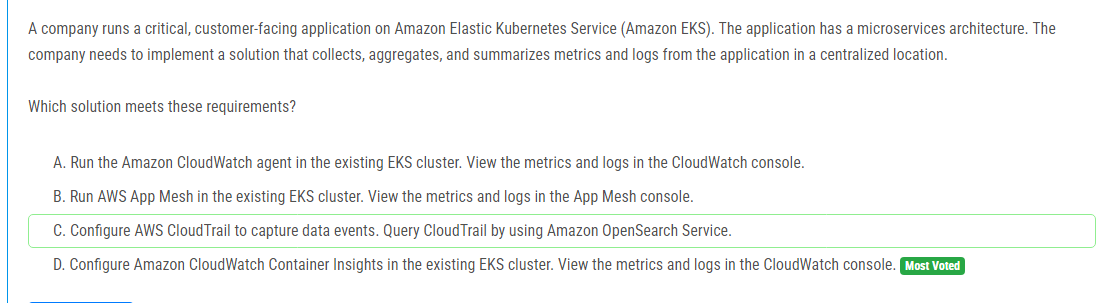 A company runs a critical, customer-facing application on Amazon Elastic Kubernetes Service (Amazon EKS). The application has a microservices architecture. The
company needs to implement a solution that collects, aggregates, and summarizes metrics and logs from the application in a centralized location.
Which solution meets these requirements?
A. Run the Amazon CloudWatch agent in the existing EKS cluster. View the metrics and logs in the CloudWatch console.
B. Run AWS App Mesh in the existing EKS cluster. View the metrics and logs in the App Mesh console.
C. Configure AWS CloudTrail to capture data events. Query CloudTrail by using Amazon OpenSearch Service.
D. Configure Amazon CloudWatch Container Insights in the existing EKS cluster. View the metrics and logs in the CloudWatch console. Most Voted